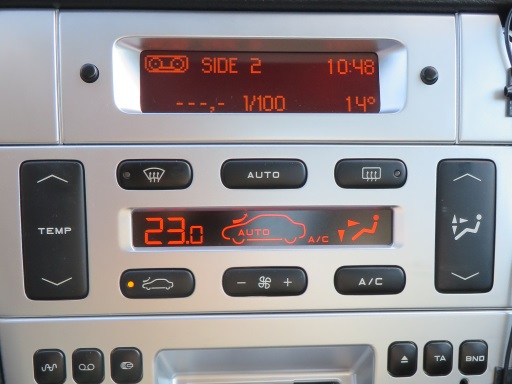 SIDE 2 10:48
---,- 1/100 14°
AUTO
TEMP
23.0 AUTO A/C
- + A/C
TA BND